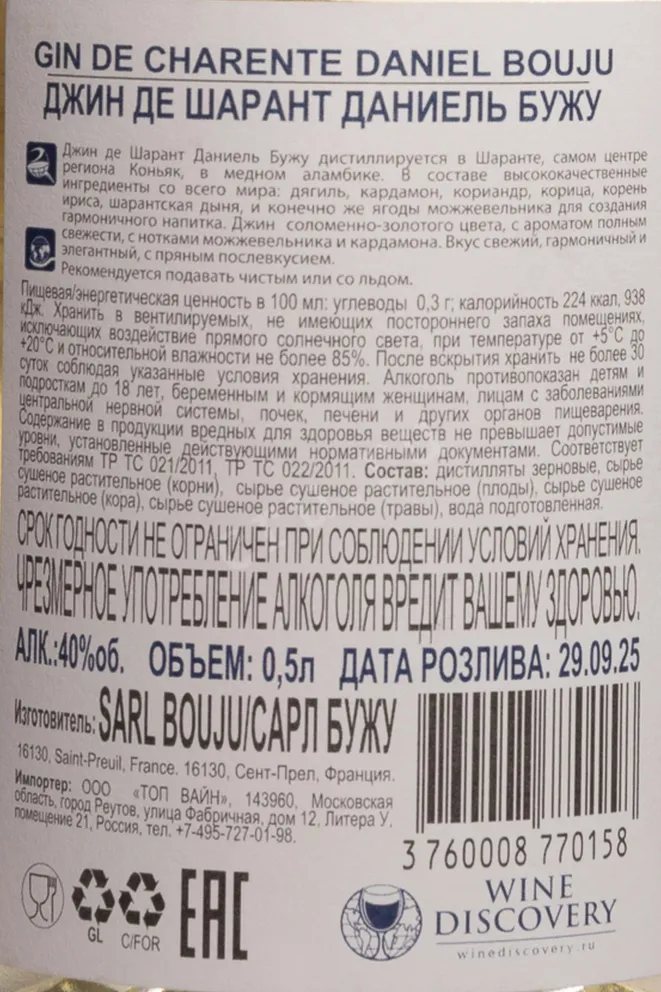 GIN DE CHARENTE DANIEL BOUJU
ДЖИН ДЕ ШАРАНТ ДАНИЕЛЬ БУЖУ
Джин де Шарант Даниель Бужу дистиллируется в Шаранте, самом центре
региона Коньяк, в медном аламбике. В составе высококачественные
ингредиенты со всего мира: дягиль, кардамон, кориандр, корица, корень
ириса, шарантская дыня, и конечно же ягоды можжевельника для создания
гармоничного напитка. Джин соломенно-золотого цвета, с ароматом полным
свежести, с нотками можжевельника и кардамона. Вкус свежий, гармоничный и
элегантный, с пряным послевкусием.
Рекомендуется подавать чистым или со льдом.
Пищевая/энергетическая ценность в 100 мл: углеводы 0,3 г; калорийность 224 ккал, 938
кДж. Хранить в вентилируемых, не имеющих постороннего запаха помещениях,
исключающих воздействие прямого солнечного света, при температуре от +5°С до
+20°С и относительной влажности не более 85%. После вскрытия хранить не более 30
суток соблюдая указанные условия хранения. Алкоголь противопоказан детям и
подросткам до 18 лет, беременным и кормящим женщинам, лицам с заболеваниями
центральной нервной системы, почек, печени и других органов пищеварения.
Содержание в продукции вредных для здоровья веществ не превышает допустимые
уровни, установленные действующими нормативными документами. Соответствует
требованиям ТР ТС 021/2011, ТР ТС 022/2011. Состав: дистилляты зерновые, сырье
сушеное растительное (корни), сырье сушеное растительное (плоды), сырье сушеное
растительное (кора), сырье сушеное растительное (травы), вода подготовленная.
СРОК ГОДНОСТИ НЕ ОГРАНИЧЕН ПРИ СОБЛЮДЕНИИ УСЛОВИЙ ХРАНЕНИЯ.
ЧРЕЗМЕРНОЕ УПОТРЕБЛЕНИЕ АЛКОГОЛЯ ВРЕДИТ ВАШЕМУ ЗДОРОВЬЮ.
АЛК.:40%об. ОБЪЕМ: 0,5л ДАТА РОЗЛИВА: 29.09.25
Изготовитель: SARL BOUJU/САРЛ БУЖУ
16130, Saint-Preuil, France. 16130, Сент-Прел, Франция.
Импортер: ООО «ТОП ВАЙН», 143960, Московская
область, город Реутов, улица Фабричная, дом 12, Литера У,
помещение 21, Россия, тел. +7-495-727-01-98.
3 760008 770158
GL
C/FOR
EAC
WINE
DISCOVERY
winediscovery.ru